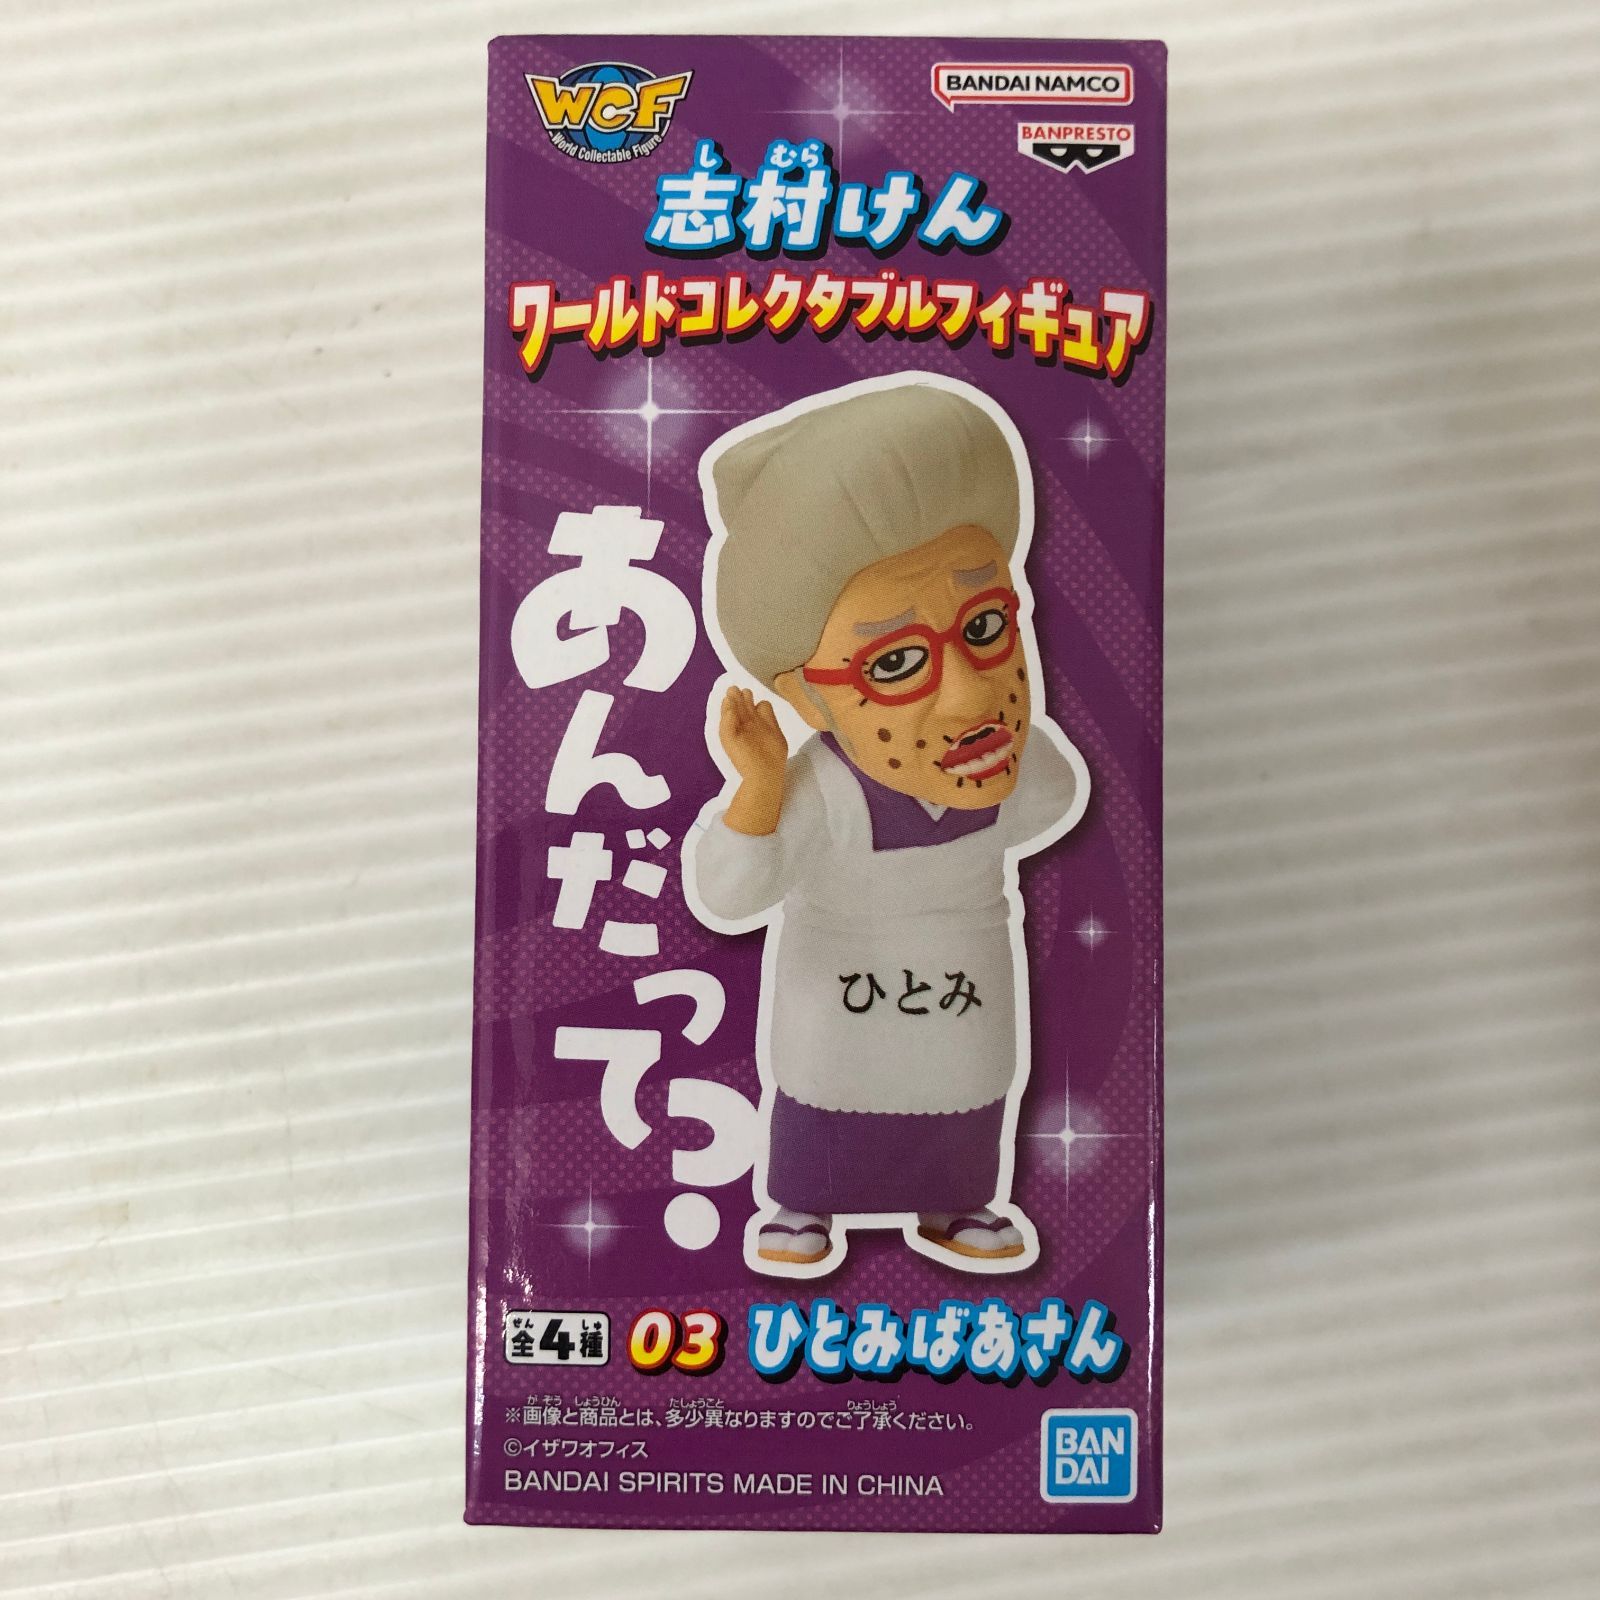 WCF
World Collectable Figure
BANDAI NAMCO
BANPRESTO
し むら
志村けん
ワールドコレクタブルフィギュア
あんだってっ?
ひとみ
ぜん しゅ
全4種 03 ひとみばあさん
が ぞう しょうひん たしょうこと りょうしょう
※画像と商品とは、多少異なりますのでご了承ください。
©イザワオフィス
BANDAI SPIRITS MADE IN CHINA
BAN
DAI